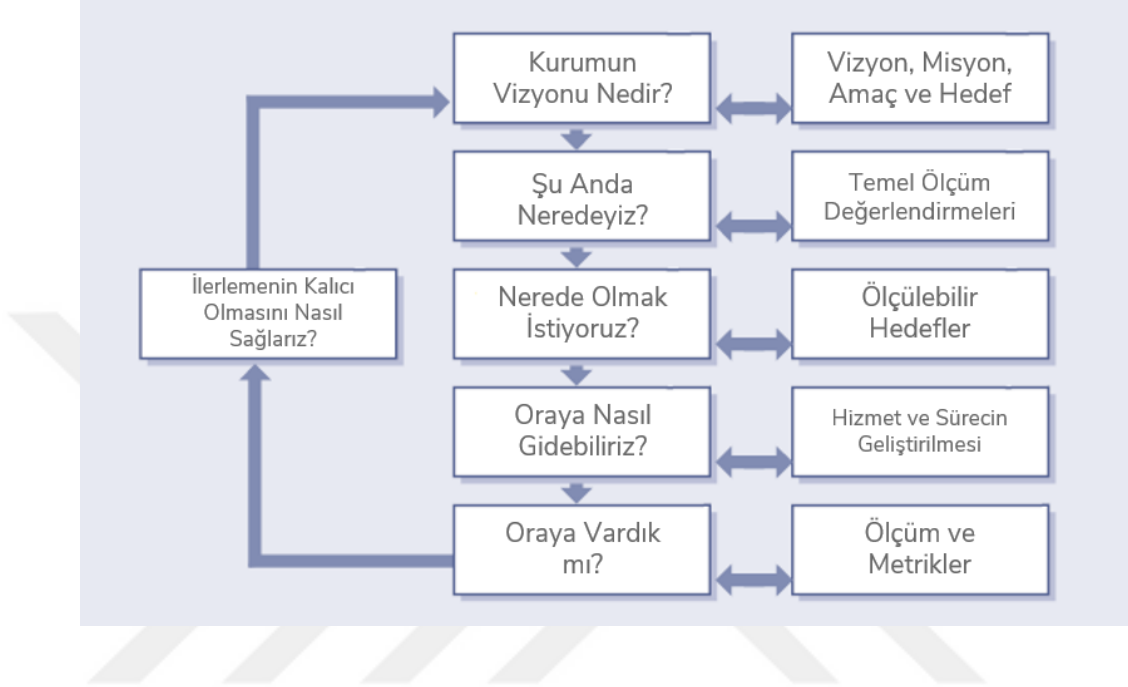 Kurumun
Vizyonu Nedir?
Vizyon, Misyon,
Amaç ve Hedef
Şu Anda
Neredeyiz?
Temel Ölçüm
Değerlendirmeleri
İlerlemenin Kalıcı
Olmasını Nasıl
Sağlarız?
Nerede Olmak
İstiyoruz?
Ölçülebilir
Hedefler
Oraya Nasıl
Gidebiliriz?
Hizmet ve Sürecin
Geliştirilmesi
Oraya Vardık
mı?
Ölçüm ve
Metrikler